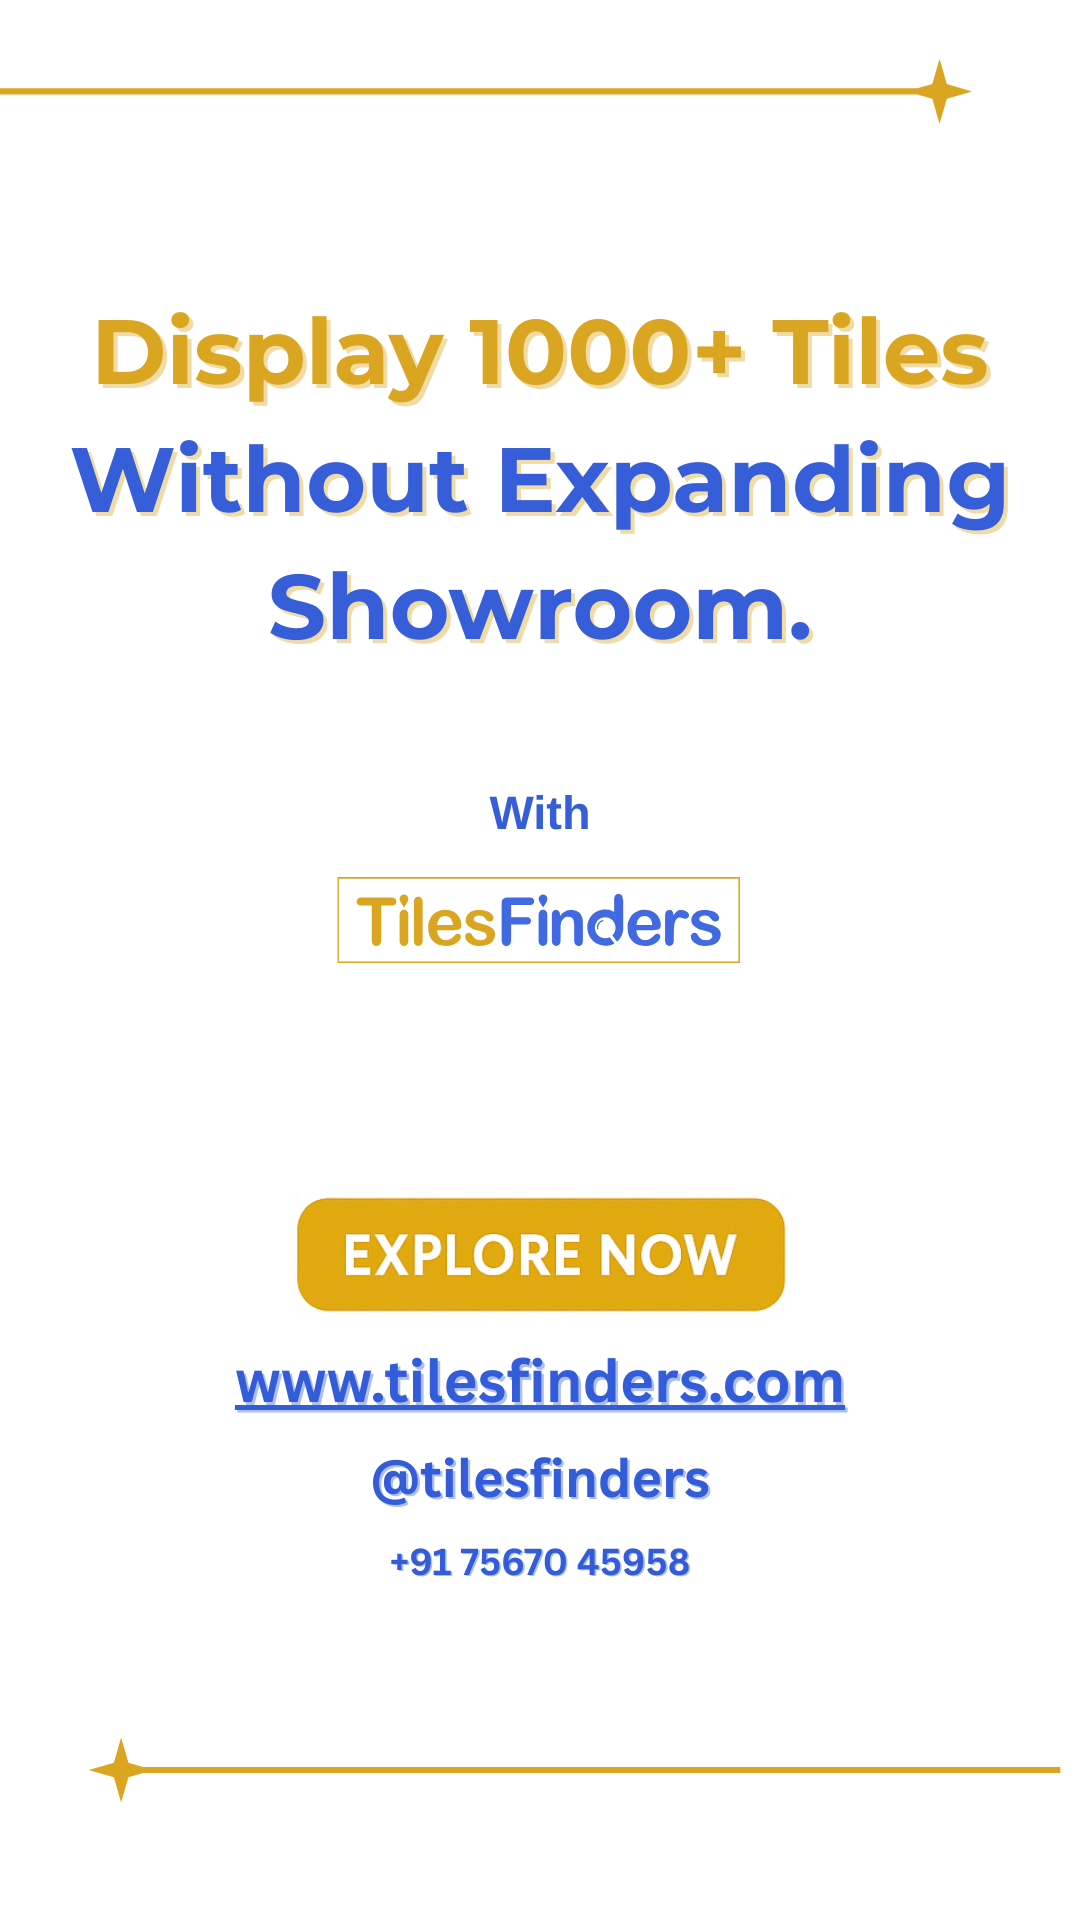 Display 1000+ Tiles
Without Expanding
Showroom.
With
TilesFinders
EXPLORE NOW
www.tilesfinders.com
@tilesfinders
+91 75670 45958